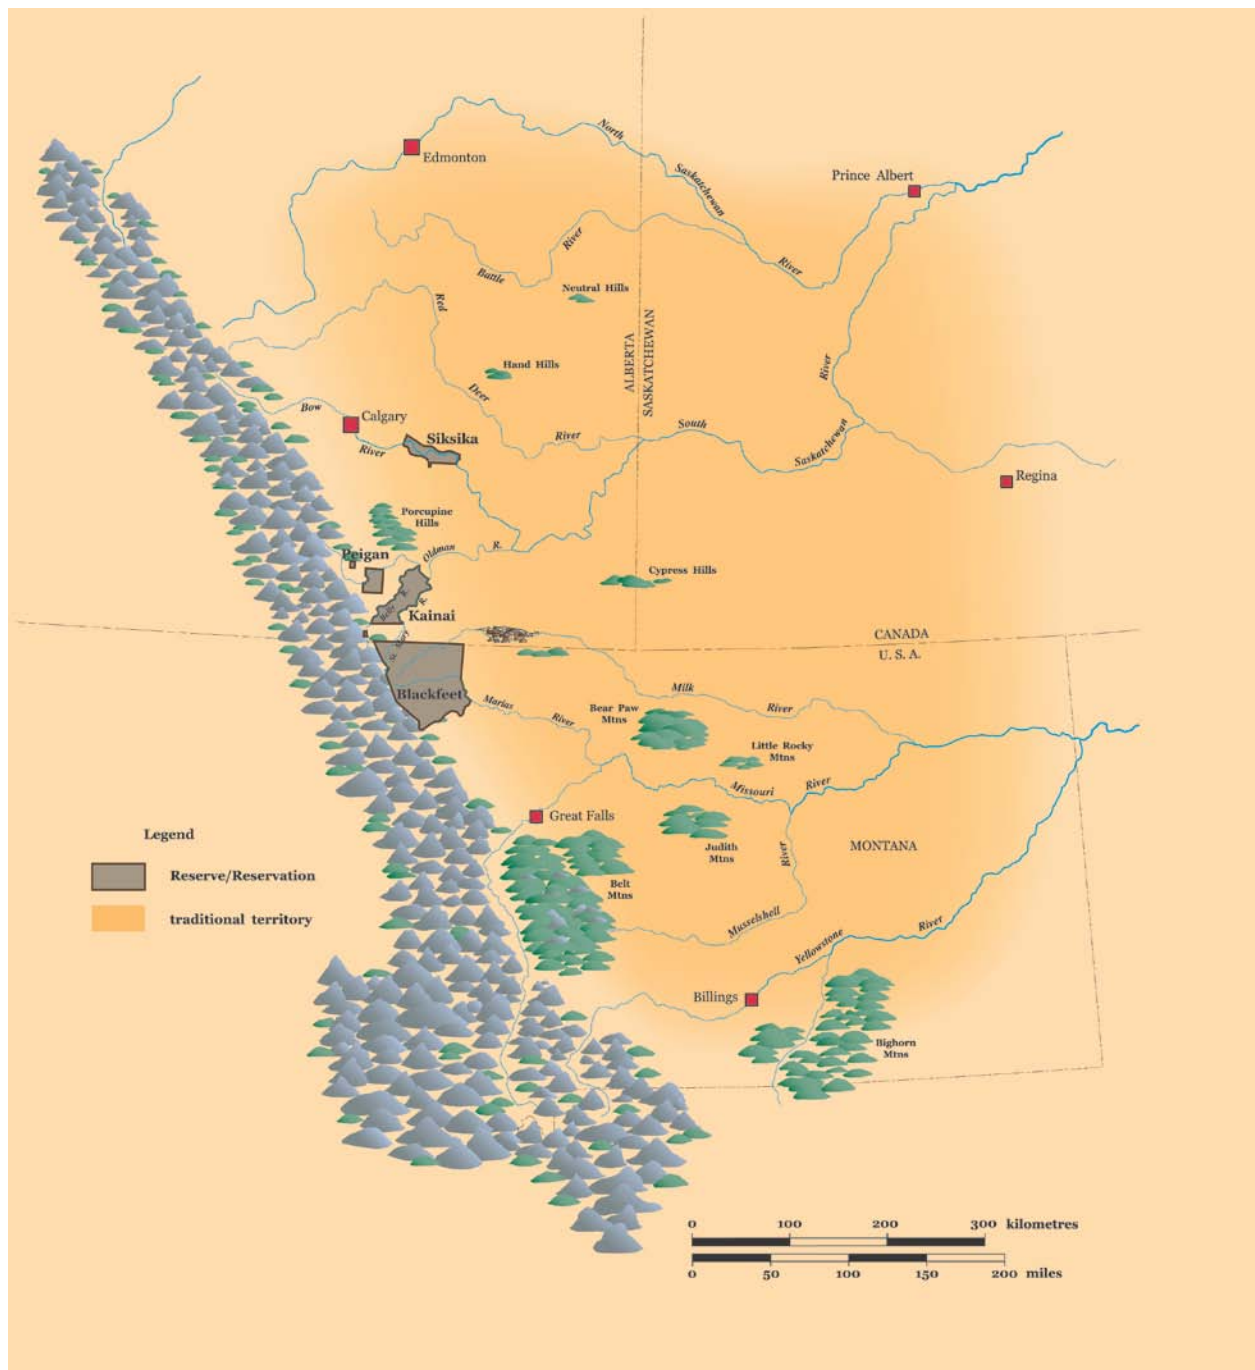 North
Edmonton
Saskatchewan
Prince Albert
River
Battle
River
River
Neutral Hills
Red
ALBERTA
SASKATCHEWAN
Hand Hills
River
Deer
Bow
Calgary
River
Siksika
River
South
Saskatchewan
Regina
Porcupine
Hills
Peigan
Oldman
R.
Cypress Hills
Belly R.
R.
Kainai
St. Mary
CANADA
U. S. A.
Blackfeet
Marias
River
Milk
River
Bear Paw
Mtns
Little Rocky
Mtns
Missouri
River
Great Falls
Judith
Mtns
River
MONTANA
Legend
Reserve/Reservation
traditional territory
Belt
Mtns
Musselshell
Yellowstone
River
Billings
Bighorn
Mtns
0 100 200 300 kilometres
0 50 100 150 200 miles